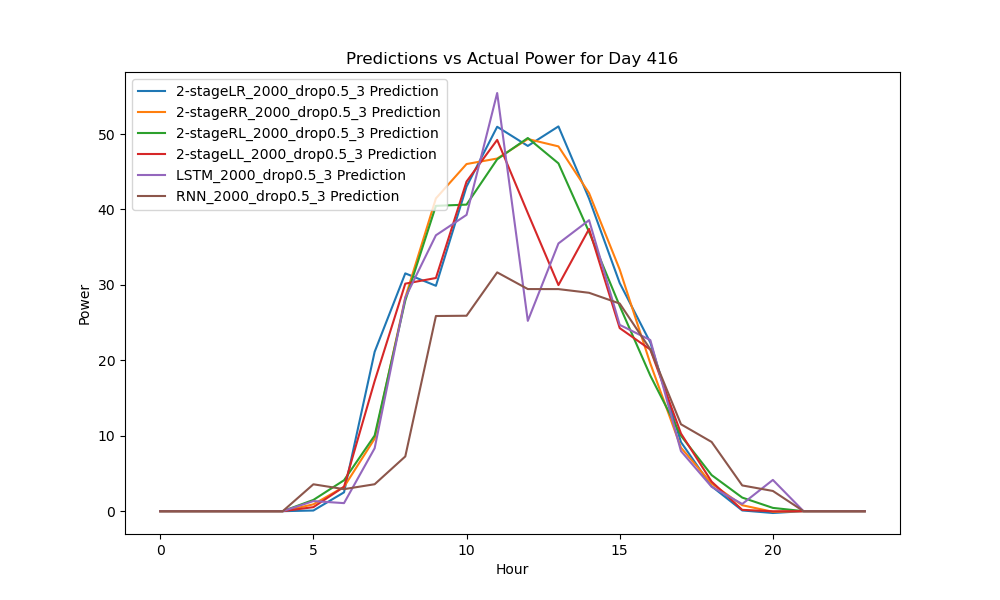 Predictions vs Actual Power for Day 416
2-stageLR_2000_drop0.5_3 Prediction
2-stageRR_2000_drop0.5_3 Prediction
2-stageRL_2000_drop0.5_3 Prediction
2-stageLL_2000_drop0.5_3 Prediction
LSTM_2000_drop0.5_3 Prediction
RNN_2000_drop0.5_3 Prediction
Power
50
40
30
20
10
0
0 5 10 15 20
Hour